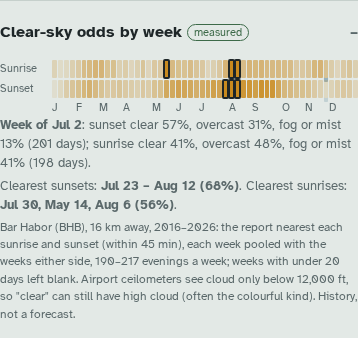 Clear-sky odds by week measured –
Sunrise
Sunset
J F M A M J J A S O N D
Week of Jul 2: sunset clear 57%, overcast 31%, fog or mist
13% (201 days); sunrise clear 41%, overcast 48%, fog or mist
41% (198 days).
Clearest sunsets: Jul 23 – Aug 12 (68%). Clearest sunrises:
Jul 30, May 14, Aug 6 (56%).
Bar Harbor (BHB), 16 km away, 2016–2026: the report nearest each
sunrise and sunset (within 45 min), each week pooled with the
weeks either side, 190–217 evenings a week; weeks with under 20
days left blank. Airport ceilometers see cloud only below 12,000 ft,
so "clear" can still have high cloud (often the colourful kind). History,
not a forecast.